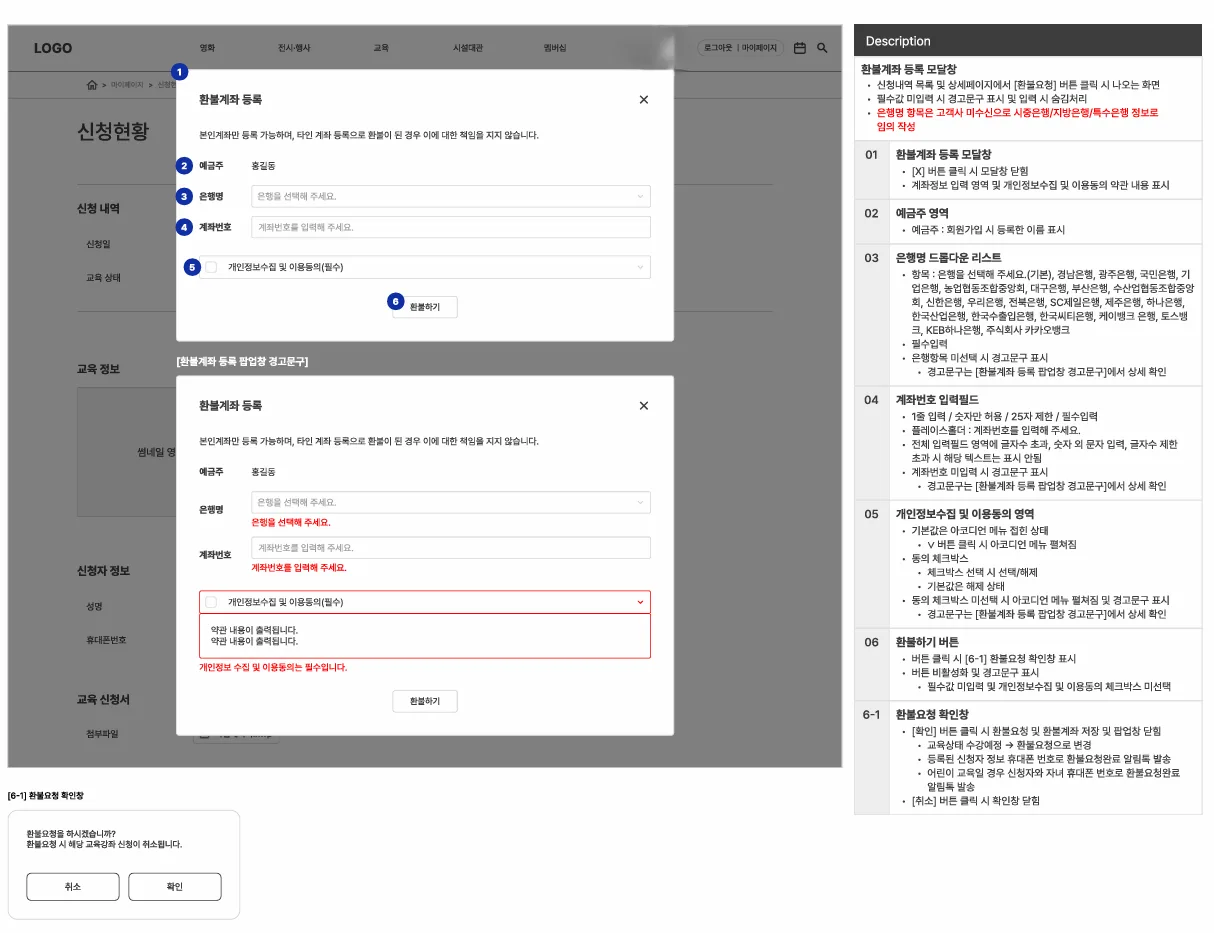 LOGO
영화
전시·행사
교육
시설대관
멤버십
로그아웃 | 마이페이지
> 마이페이지 >
신청현황
신청 내역
신청일
교육 상태
교육 정보
신청자 정보
성명
휴대폰번호
교육 신청서
첨부파일
1
환불계좌 등록
본인계좌만 등록 가능하며, 타인 계좌 등록으로 환불이 된 경우 이에 대한 책임을 지지 않습니다.
2 예금주 홍길동
3 은행명 은행을 선택해 주세요.
4 계좌번호 계좌번호를 입력해 주세요.
5 개인정보수집 및 이용동의(필수)
6 환불하기
[환불계좌 등록 팝업창 경고문구]
환불계좌 등록
본인계좌만 등록 가능하며, 타인 계좌 등록으로 환불이 된 경우 이에 대한 책임을 지지 않습니다.
예금주 홍길동
은행명 은행을 선택해 주세요.
은행을 선택해 주세요.
계좌번호 계좌번호를 입력해 주세요.
계좌번호를 입력해 주세요.
개인정보수집 및 이용동의(필수)
약관 내용이 출력됩니다.
약관 내용이 출력됩니다.
개인정보 수집 및 이용동의는 필수입니다.
환불하기
[6-1] 환불요청 확인창
환불요청을 하시겠습니까?
환불요청 시 해당 교육강좌 신청이 취소됩니다.
취소 확인
Description
환불계좌 등록 모달창
• 신청내역 목록 및 상세페이지에서 [환불요청] 버튼 클릭 시 나오는 화면
• 필수값 미입력 시 경고문구 표시 및 입력 시 숨김처리
• 은행명 항목은 고객사 미수신으로 시중은행/지방은행/특수은행 정보로
임의 작성
01 환불계좌 등록 모달창
• [X] 버튼 클릭 시 모달창 닫힘
• 계좌정보 입력 영역 및 개인정보수집 및 이용동의 약관 내용 표시
02 예금주 영역
• 예금주 : 회원가입 시 등록한 이름 표시
03 은행명 드롭다운 리스트
• 항목 : 은행을 선택해 주세요.(기본), 경남은행, 광주은행, 국민은행, 기
업은행, 농업협동조합중앙회, 대구은행, 부산은행, 수산업협동조합중앙
회, 신한은행, 우리은행, 전북은행, SC제일은행, 제주은행, 하나은행,
한국산업은행, 한국수출입은행, 한국씨티은행, 케이뱅크 은행, 토스뱅
크, KEB하나은행, 주식회사 카카오뱅크
• 필수입력
• 은행항목 미선택 시 경고문구 표시
• 경고문구는 [환불계좌 등록 팝업창 경고문구]에서 상세 확인
04 계좌번호 입력필드
• 1줄 입력 / 숫자만 허용 / 25자 제한 / 필수입력
• 플레이스홀더 : 계좌번호를 입력해 주세요.
• 전체 입력필드 영역에 글자수 초과, 숫자 외 문자 입력, 글자수 제한
초과 시 해당 텍스트는 표시 안됨
• 계좌번호 미입력 시 경고문구 표시
• 경고문구는 [환불계좌 등록 팝업창 경고문구]에서 상세 확인
05 개인정보수집 및 이용동의 영역
• 기본값은 아코디언 메뉴 접힌 상태
• ∨ 버튼 클릭 시 아코디언 메뉴 펼쳐짐
• 동의 체크박스
• 체크박스 선택 시 선택/해제
• 기본값은 해제 상태
• 동의 체크박스 미선택 시 아코디언 메뉴 펼쳐짐 및 경고문구 표시
• 경고문구는 [환불계좌 등록 팝업창 경고문구]에서 상세 확인
06 환불하기 버튼
• 버튼 클릭 시 [6-1] 환불요청 확인창 표시
• 버튼 비활성화 및 경고문구 표시
• 필수값 미입력 및 개인정보수집 및 이용동의 체크박스 미선택
6-1 환불요청 확인창
• [확인] 버튼 클릭 시 환불요청 및 환불계좌 저장 및 팝업창 닫힘
• 교육상태 수강예정 → 환불요청으로 변경
• 등록된 신청자 정보 휴대폰 번호로 환불요청완료 알림톡 발송
• 어린이 교육일 경우 신청자와 자녀 휴대폰 번호로 환불요청완료
알림톡 발송
• [취소] 버튼 클릭 시 확인창 닫힘